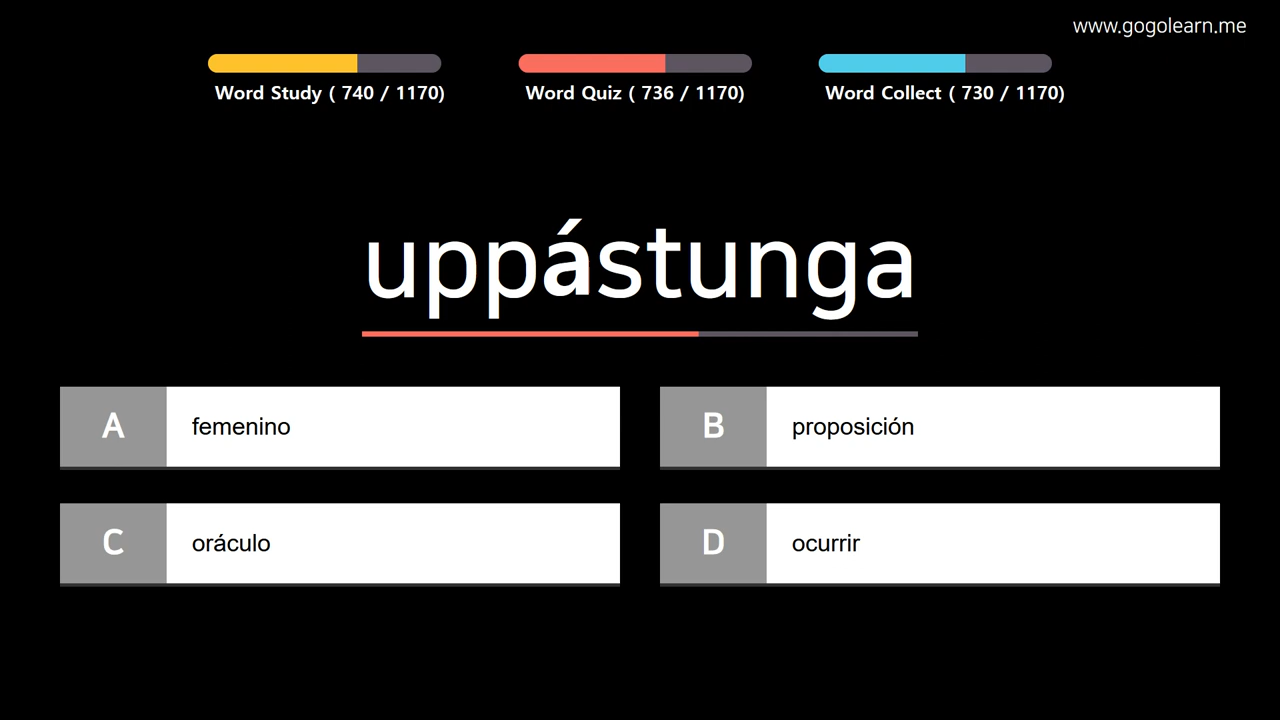 www.gogolearn.me
Word Study ( 740 / 1170)
Word Quiz ( 736 / 1170)
Word Collect ( 730 / 1170)
uppástunga
A femenino
B proposición
C oráculo
D ocurrir